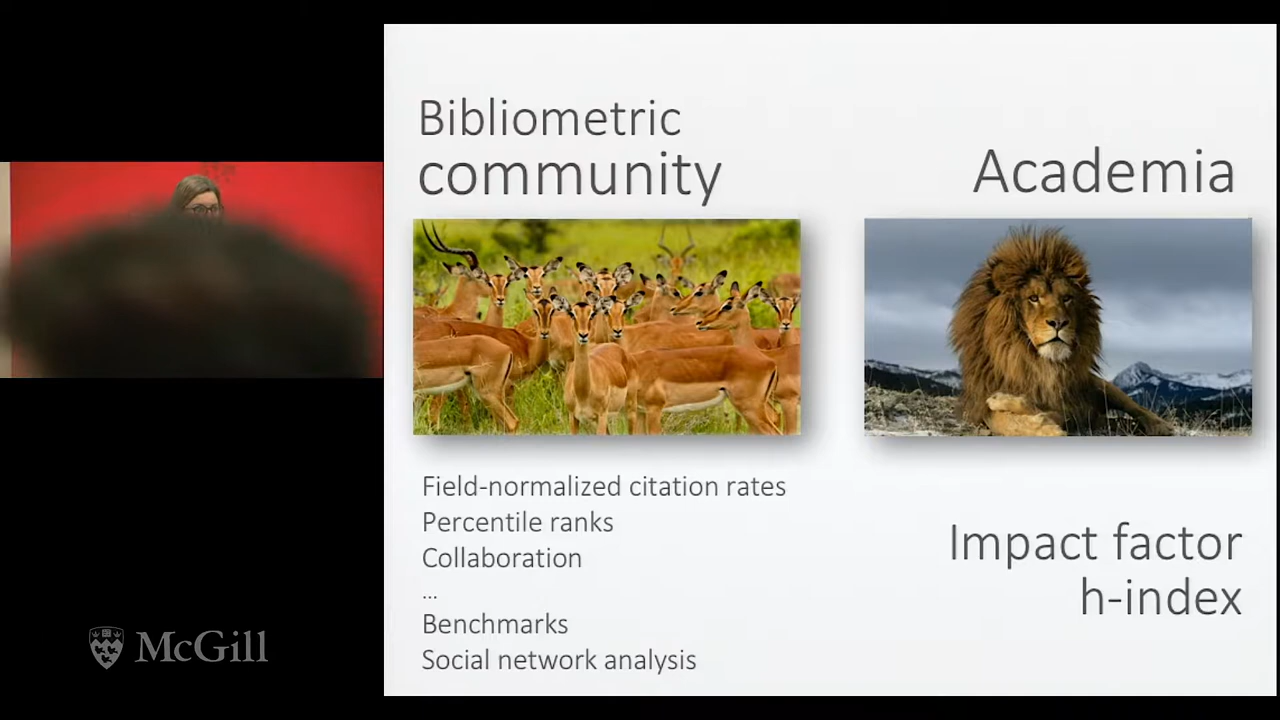 Bibliometric
community
Academia
Field-normalized citation rates
Percentile ranks
Collaboration
...
Benchmarks
Social network analysis
Impact factor
h-index
McGill